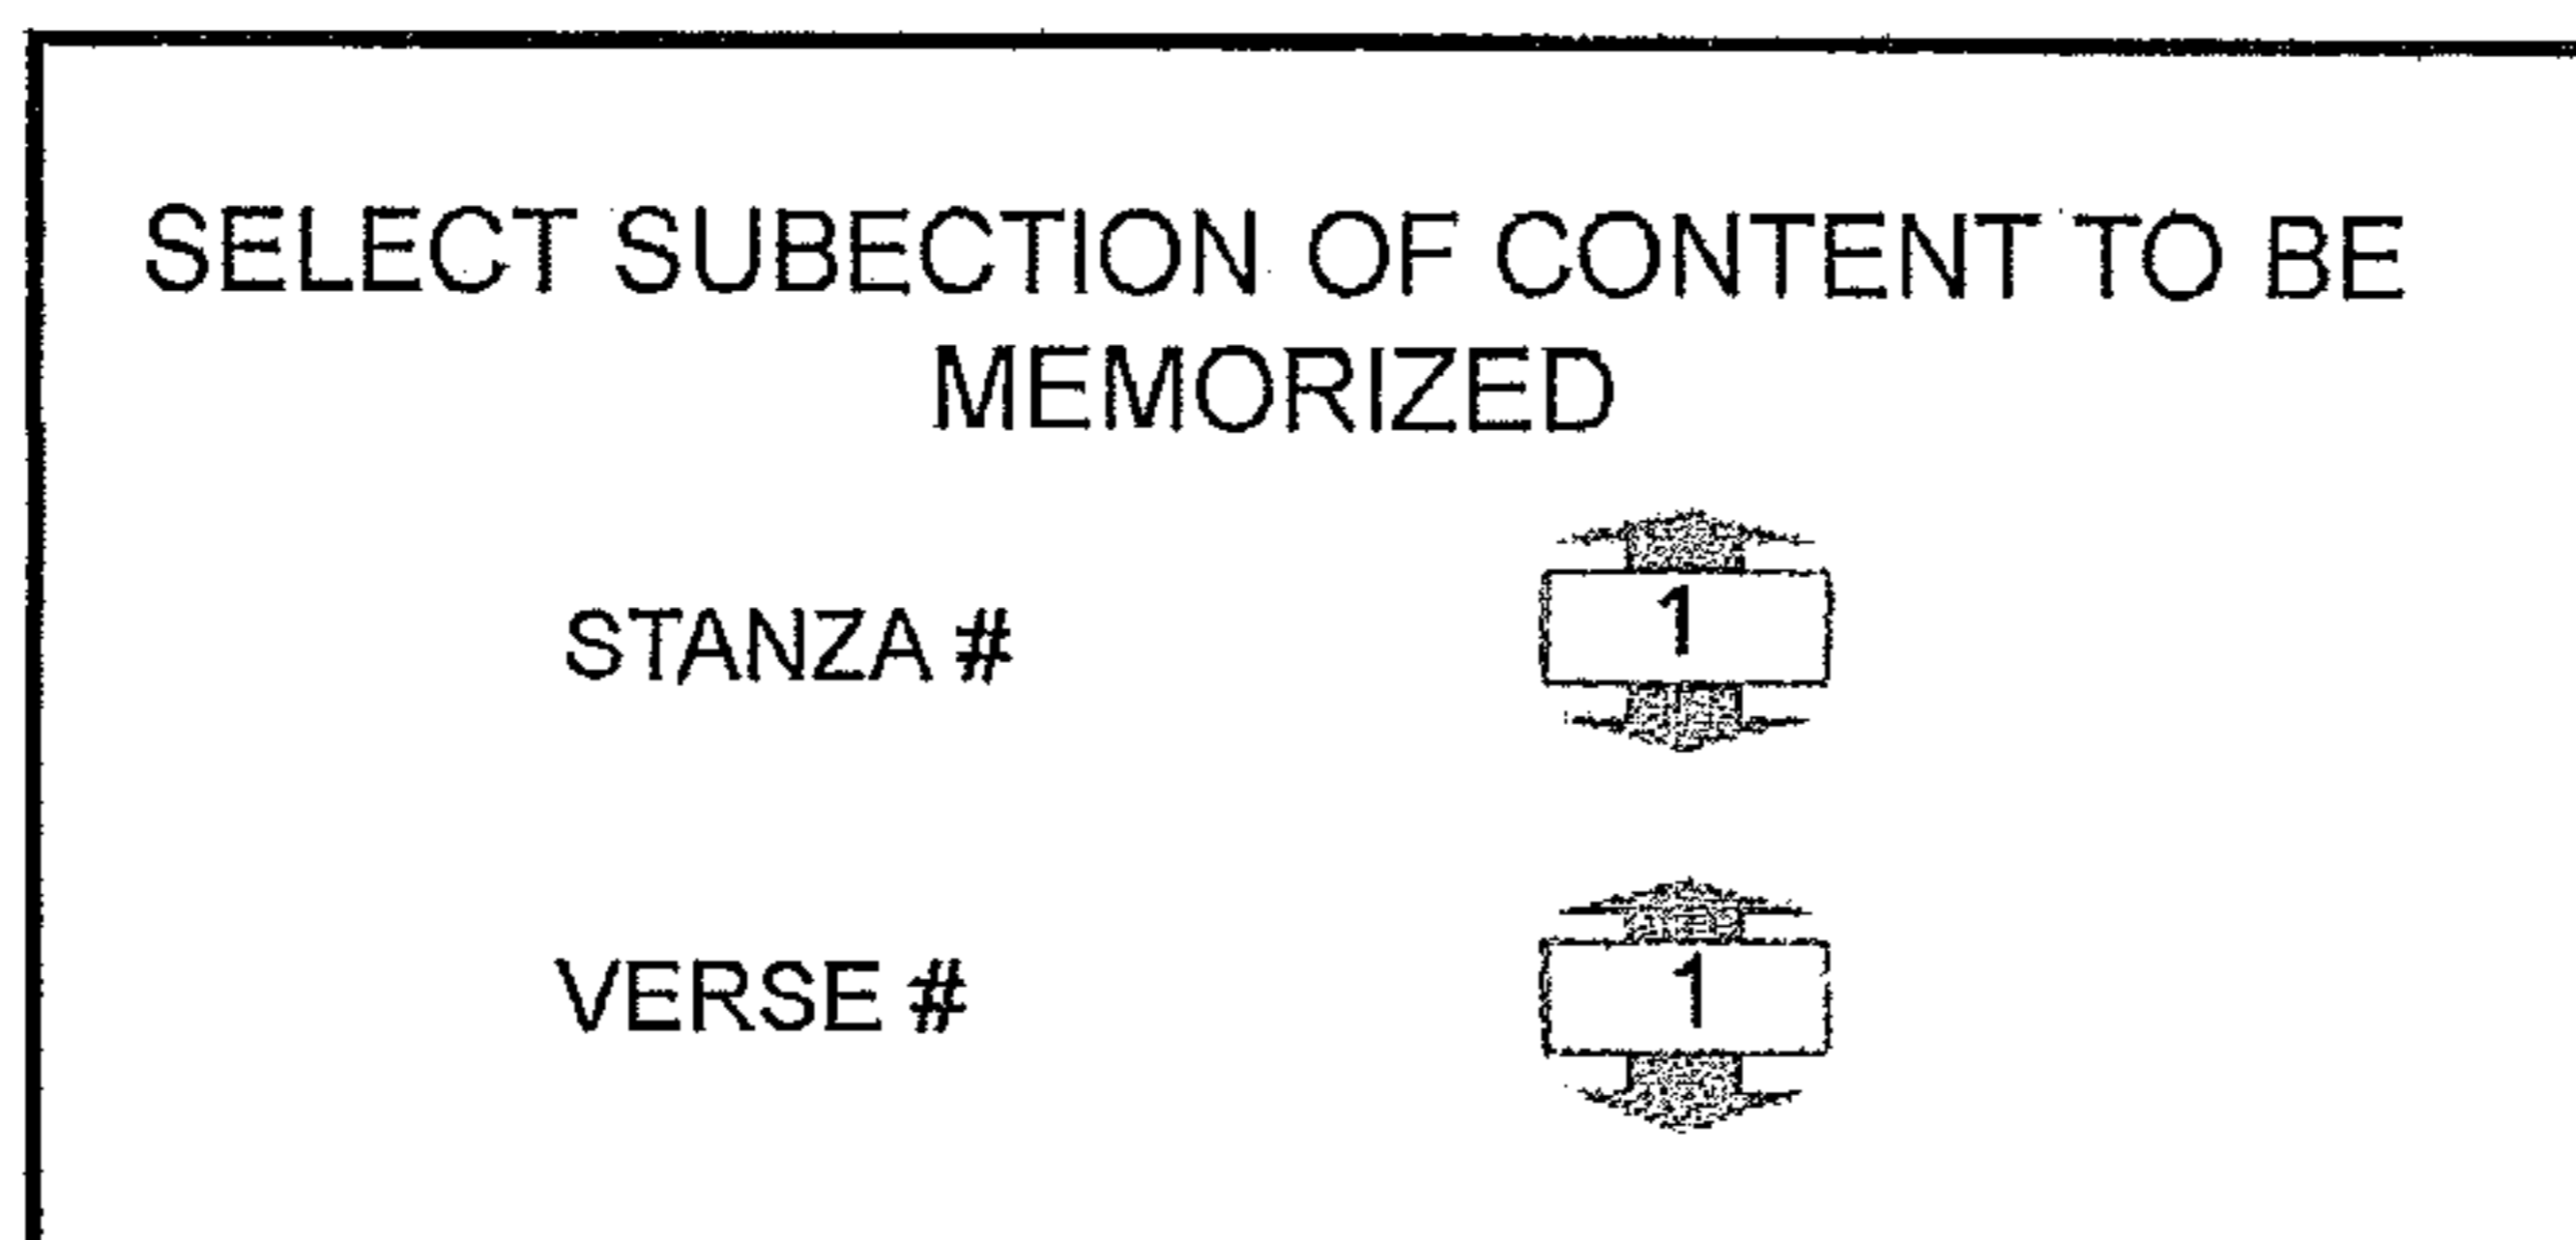 SELECT SUBECTION OF CONTENT TO BE
MEMORIZED
STANZA # 1
VERSE # 1